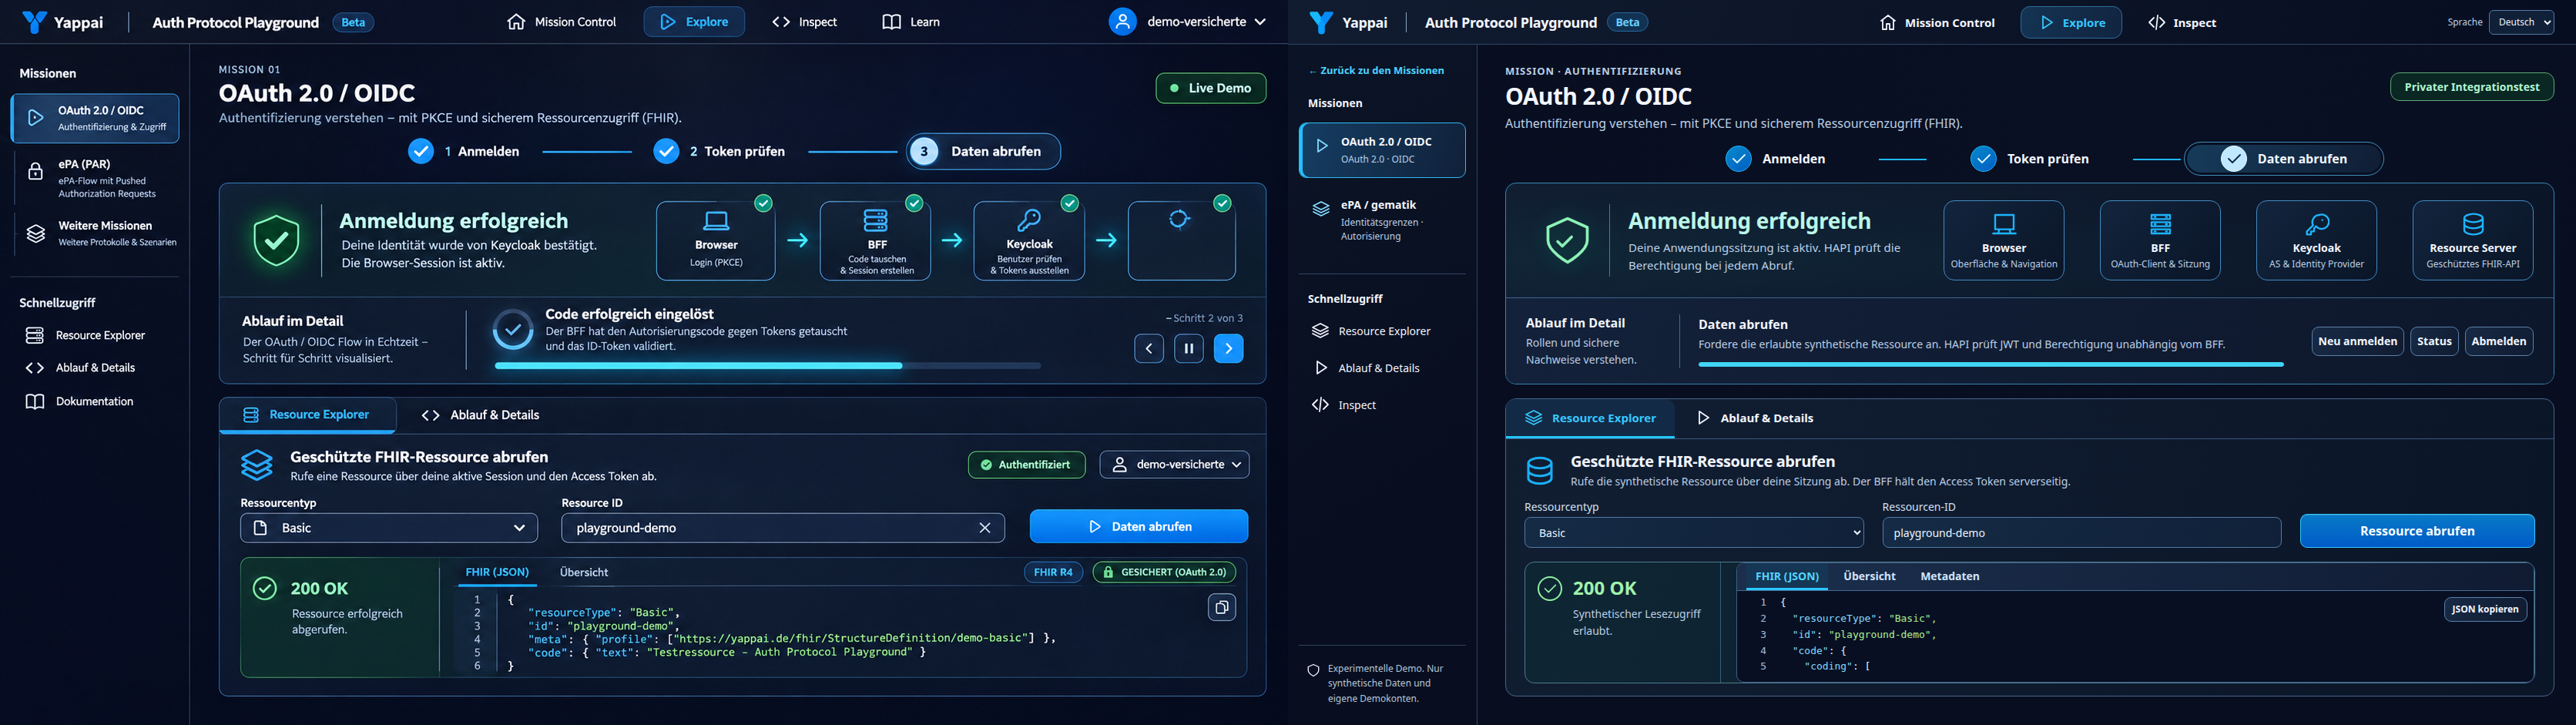 Yappai
Auth Protocol Playground
Beta
Mission Control
Explore
Inspect
Learn
demo-versicherte
Missionen
OAuth 2.0 / OIDC
Authentifizierung & Zugriff
ePA (PAR)
ePA-Flow mit Pushed
Authorization Requests
Weitere Missionen
Weitere Protokolle & Szenarien
Schnellzugriff
Resource Explorer
Ablauf & Details
Dokumentation
MISSION 01
OAuth 2.0 / OIDC
Authentifizierung verstehen – mit PKCE und sicherem Ressourcenzugriff (FHIR).
Live Demo
1 Anmelden
2 Token prüfen
3 Daten abrufen
Anmeldung erfolgreich
Deine Identität wurde von Keycloak bestätigt.
Die Browser-Session ist aktiv.
Browser
Login (PKCE)
BFF
Code tauschen
& Session erstellen
Keycloak
Benutzer prüfen
& Tokens ausstellen
Ablauf im Detail
Der OAuth / OIDC Flow in Echtzeit –
Schritt für Schritt visualisiert.
Code erfolgreich eingelöst
Der BFF hat den Autorisierungscode gegen Tokens getauscht
und das ID-Token validiert.
– Schritt 2 von 3
Resource Explorer
Ablauf & Details
Geschützte FHIR-Ressource abrufen
Rufe eine Ressource über deine aktive Session und den Access Token ab.
Authentifiziert
demo-versicherte
Ressourcentyp
Basic
Resource ID
playground-demo
Daten abrufen
200 OK
Ressource erfolgreich
abgerufen.
FHIR (JSON)
Übersicht
FHIR R4
GESICHERT (OAuth 2.0)
1 {
2 "resourceType": "Basic",
3 "id": "playground-demo",
4 "meta": { "profile": ["https://yappai.de/fhir/StructureDefinition/demo-basic"] },
5 "code": { "text": "Testressource - Auth Protocol Playground" }
6 }
Yappai
Auth Protocol Playground
Beta
Mission Control
Explore
Inspect
Sprache
Deutsch
← Zurück zu den Missionen
Missionen
OAuth 2.0 / OIDC
OAuth 2.0 · OIDC
ePA / gematik
Identitätsgrenzen ·
Autorisierung
Schnellzugriff
Resource Explorer
Ablauf & Details
Inspect
Experimentelle Demo. Nur
synthetische Daten und
eigene Demokonten.
MISSION · AUTHENTIFIZIERUNG
OAuth 2.0 / OIDC
Authentifizierung verstehen – mit PKCE und sicherem Ressourcenzugriff (FHIR).
Privater Integrationstest
Anmelden
Token prüfen
Daten abrufen
Anmeldung erfolgreich
Deine Anwendungssitzung ist aktiv. HAPI prüft die
Berechtigung bei jedem Abruf.
Browser
Oberfläche & Navigation
BFF
OAuth-Client & Sitzung
Keycloak
AS & Identity Provider
Resource Server
Geschütztes FHIR-API
Ablauf im Detail
Rollen und sichere
Nachweise verstehen.
Daten abrufen
Fordere die erlaubte synthetische Ressource an. HAPI prüft JWT und Berechtigung unabhängig vom BFF.
Neu anmelden
Status
Abmelden
Resource Explorer
Ablauf & Details
Geschützte FHIR-Ressource abrufen
Rufe die synthetische Ressource über deine Sitzung ab. Der BFF hält den Access Token serverseitig.
Ressourcentyp
Basic
Ressourcen-ID
playground-demo
Ressource abrufen
200 OK
Synthetischer Lesezugriff
erlaubt.
FHIR (JSON)
Übersicht
Metadaten
JSON kopieren
1 {
2 "resourceType": "Basic",
3 "id": "playground-demo",
4 "code": {
5 "coding": [